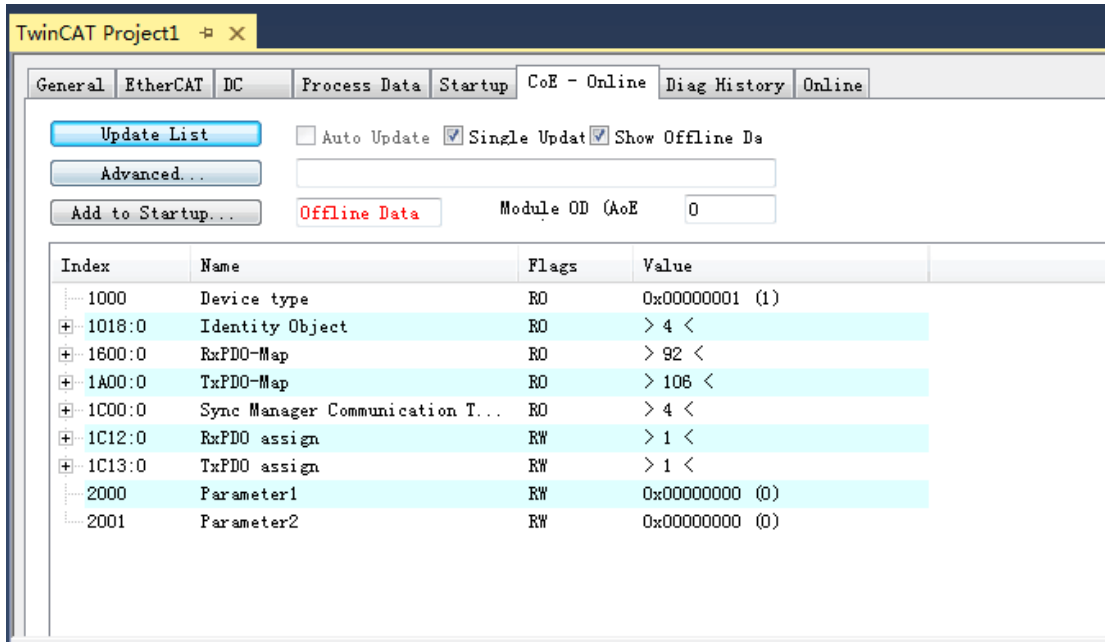 TwinCAT Project1
General EtherCAT DC Process Data Startup CoE - Online Diag History Online
Update List Auto Update Single Updat Show Offline Da
Advanced...
Add to Startup... Offline Data Module OD (AoE 0
Index Name Flags Value
1000 Device type RO 0x00000001 (1)
1018:0 Identity Object RO > 4 <
1600:0 RxPDO-Map RO > 92 <
1A00:0 TxPDO-Map RO > 106 <
1C00:0 Sync Manager Communication T... RO > 4 <
1C12:0 RxPDO assign RW > 1 <
1C13:0 TxPDO assign RW > 1 <
2000 Parameter1 RW 0x00000000 (0)
2001 Parameter2 RW 0x00000000 (0)